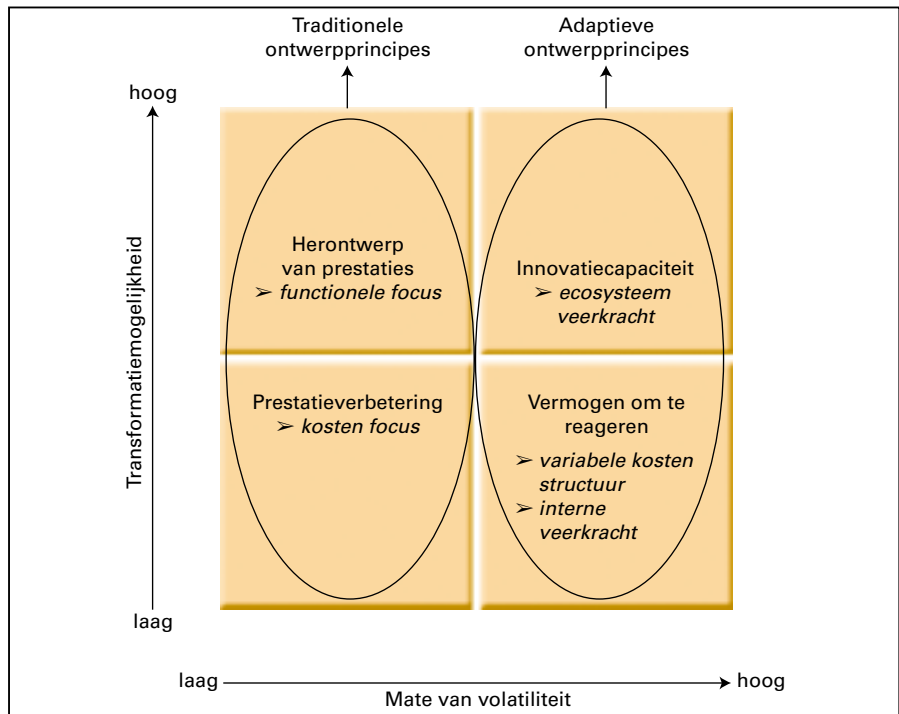 Traditionele
ontwerpprincipes
Adaptieve
ontwerpprincipes
hoog
Transformatiemogelijkheid
Herontwerp
van prestaties
➢ functionele focus
Innovatiecapaciteit
➢ ecosysteem
veerkracht
Prestatieverbetering
➢ kosten focus
Vermogen om te
reageren
➢ variabele kosten
structuur
➢ interne
veerkracht
laag
laag
hoog
Mate van volatiliteit